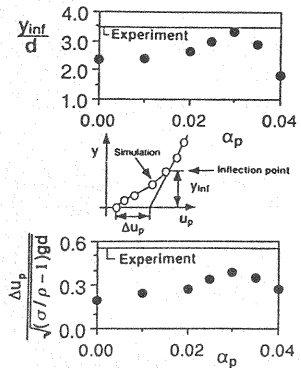 y_inf
d
4.0
3.0
2.0
1.0
Experiment
0.00 0.02 0.04
α_p
y
Simulation
Inflection point
y_inf
Δu_p
u_p
Δu_p
√(σ/ρ−1)gd
0.6
0.3
0.0
Experiment
0.00 0.02 0.04
α_p